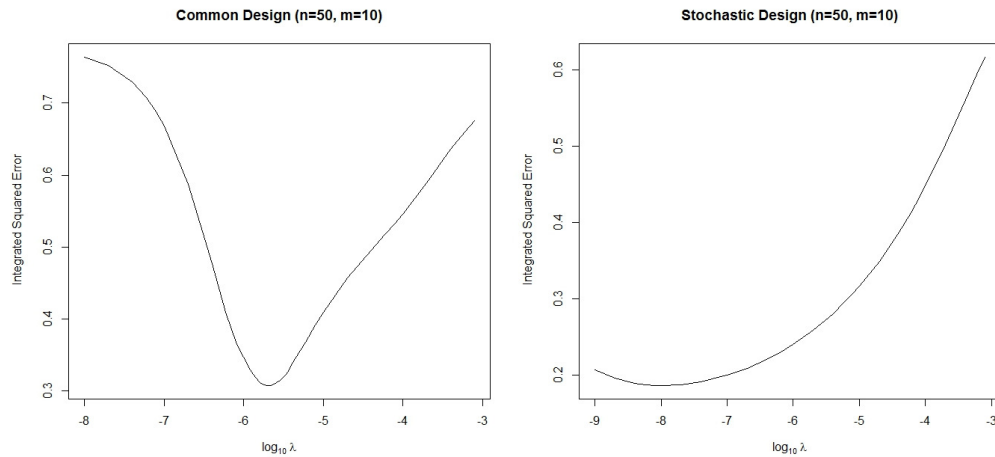 Common Design (n=50, m=10)
Integrated Squared Error
0.7
0.6
0.5
0.4
0.3
-8 -7 -6 -5 -4 -3
log10 λ
Stochastic Design (n=50, m=10)
Integrated Squared Error
0.6
0.5
0.4
0.3
0.2
-9 -8 -7 -6 -5 -4 -3
log10 λ